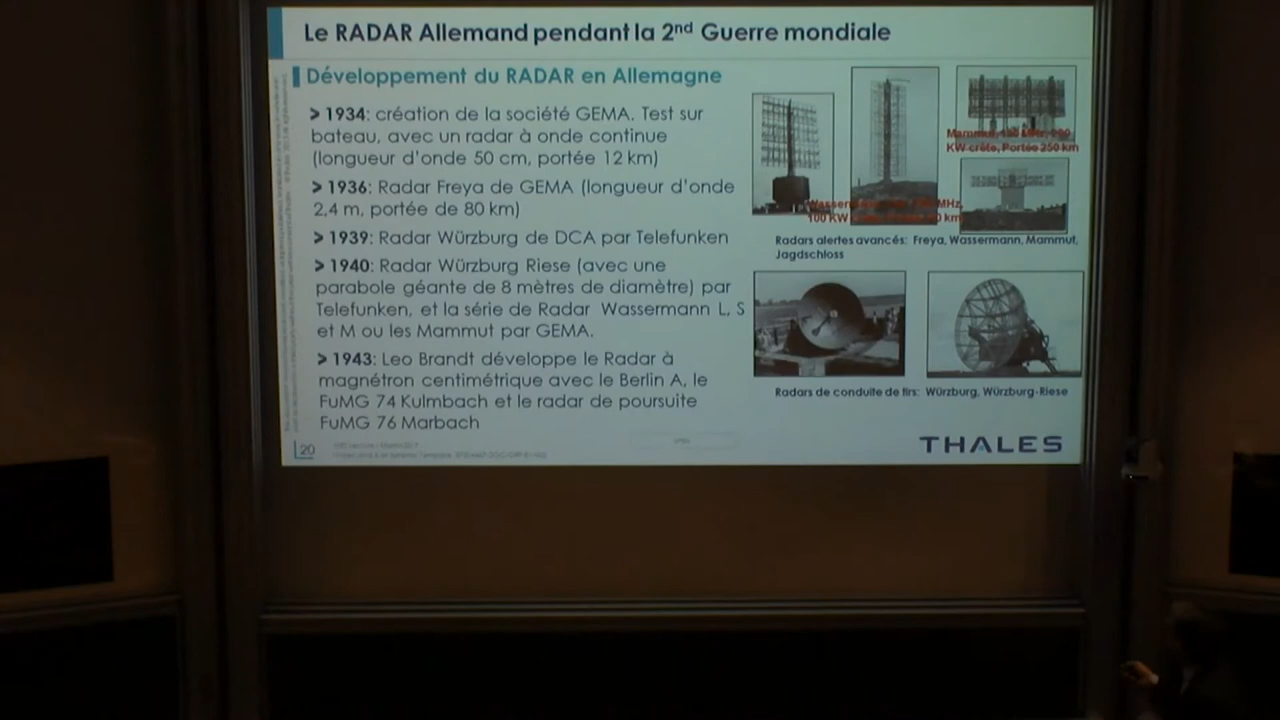 Le RADAR Allemand pendant la 2nd Guerre mondiale
Développement du RADAR en Allemagne
> 1934: création de la société GEMA. Test sur
bateau, avec un radar à onde continue
(longueur d'onde 50 cm, portée 12 km)
> 1936: Radar Freya de GEMA (longueur d'onde
2,4 m, portée de 80 km)
> 1939: Radar Würzburg de DCA par Telefunken
> 1940: Radar Würzburg Riese (avec une
parabole géante de 8 mètres de diamètre) par
Telefunken, et la série de Radar Wassermann L, S
et M ou les Mammut par GEMA.
> 1943: Leo Brandt développe le Radar à
magnétron centimétrique avec le Berlin A, le
FuMG 74 Kulmbach et le radar de poursuite
FuMG 76 Marbach
Mammut,
KW crête, Portée 250 km
MHz,
100 KW km
Radars alertes avancés: Freya, Wassermann, Mammut,
Jagdschloss
Radars de conduite de tirs: Würzburg, Würzburg-Riese
20
THALES